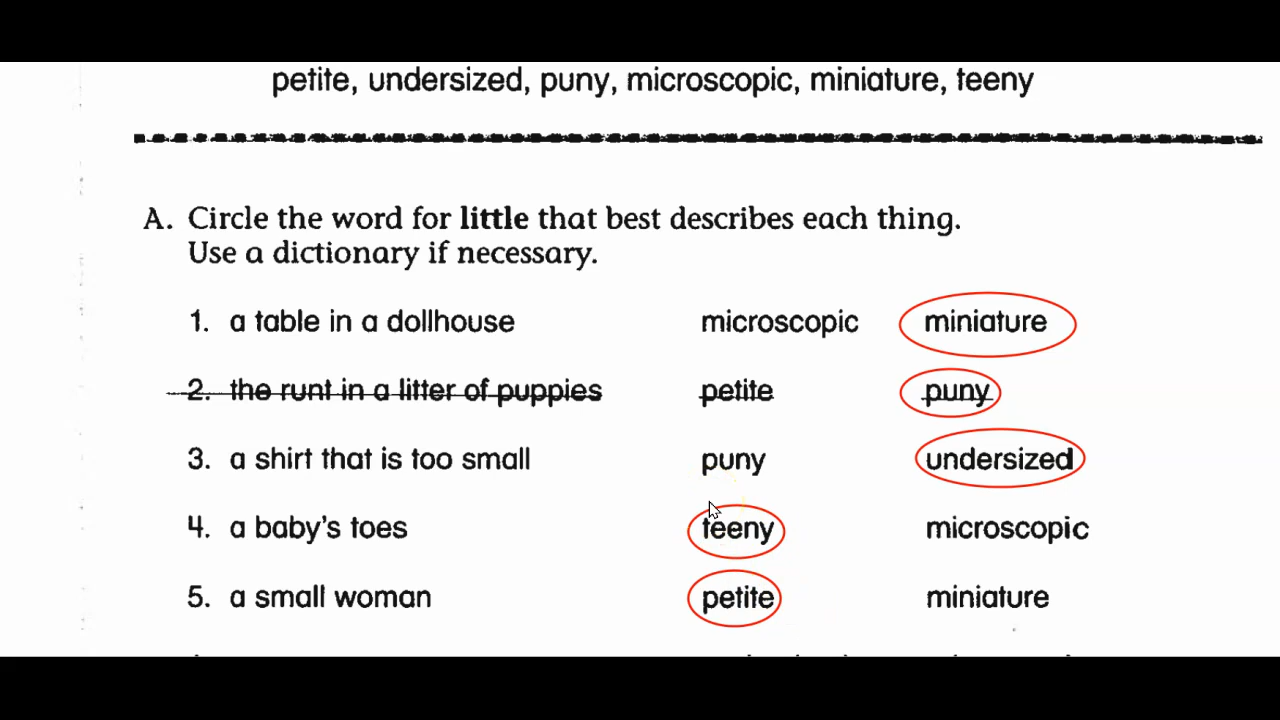 petite, undersized, puny, microscopic, miniature, teeny
A. Circle the word for little that best describes each thing.
Use a dictionary if necessary.
1. a table in a dollhouse microscopic miniature
2. the runt in a litter of puppies petite puny
3. a shirt that is too small puny undersized
4. a baby's toes teeny microscopic
5. a small woman petite miniature